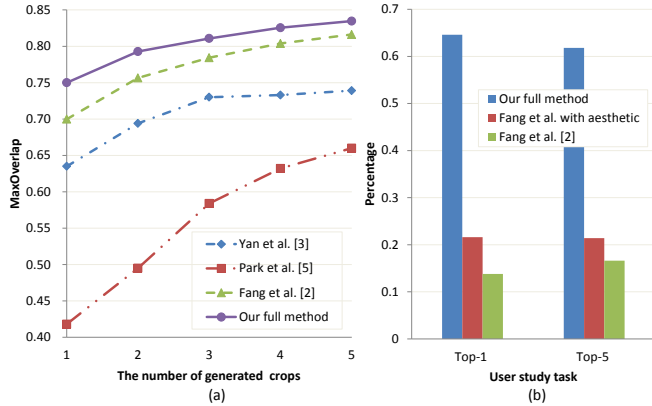 0.85
0.80
0.75
0.70
0.65
0.60
0.55
0.50
0.45
0.40
MaxOverlap
Yan et al. [3]
Park et al. [5]
Fang et al. [2]
Our full method
1 2 3 4 5
The number of generated crops
(a)
0.7
0.6
0.5
0.4
0.3
0.2
0.1
0
Percentage
Our full method
Fang et al. with aesthetic
Fang et al. [2]
Top-1 Top-5
User study task
(b)